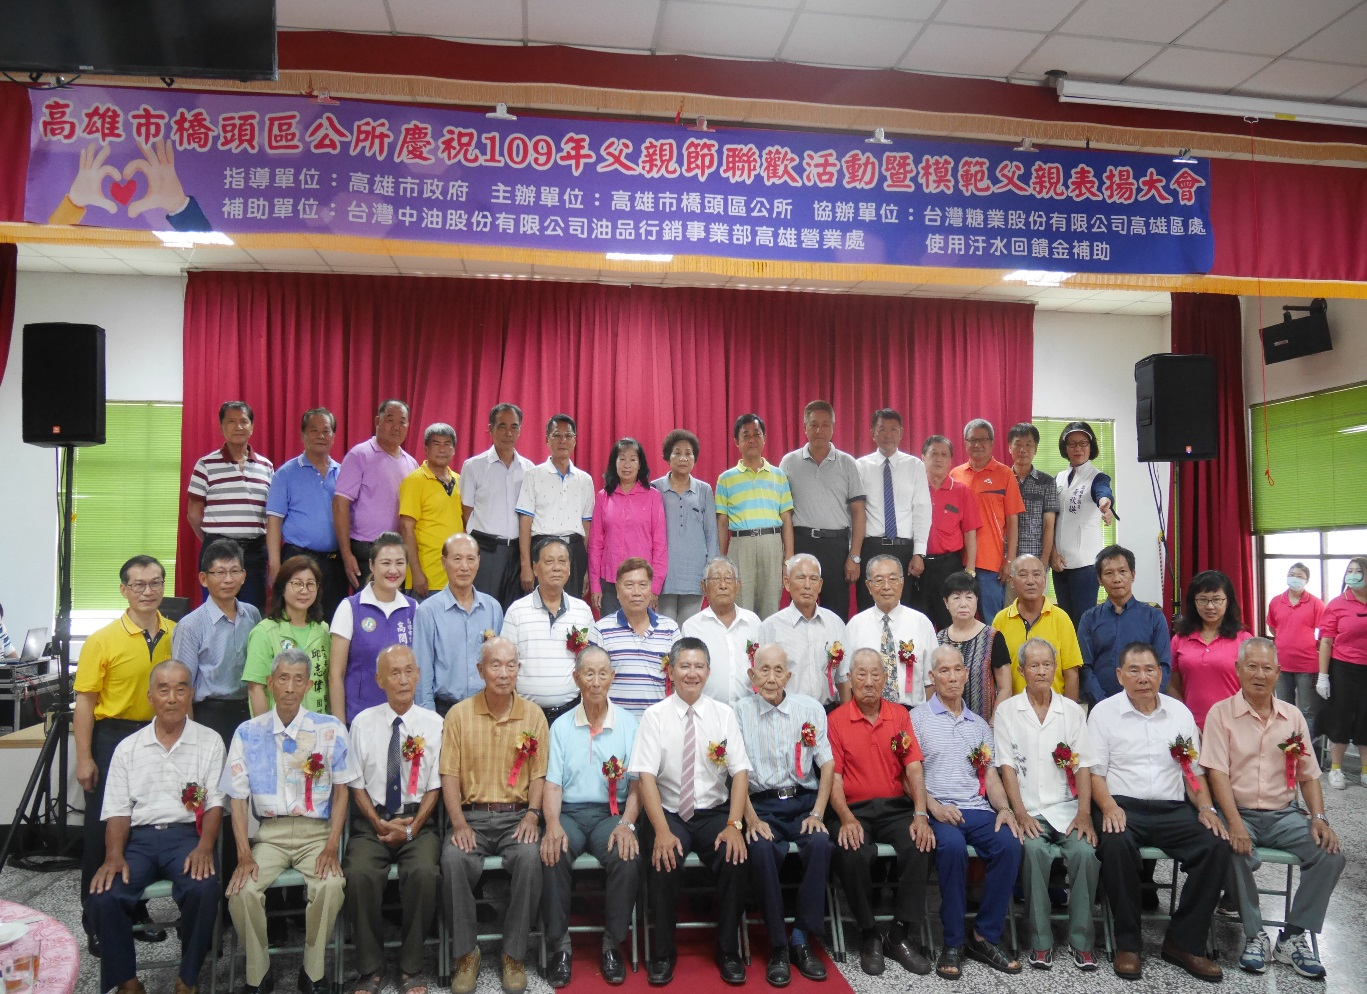 高雄市橋頭區公所慶祝109年父親節聯歡活動暨模範父親表揚大會
指導單位：高雄市政府　主辦單位：高雄市橋頭區公所　協辦單位：台灣糖業股份有限公司高雄區處
補助單位：台灣中油股份有限公司油品行銷事業部高雄營業處　使用汙水回饋金補助
邱志偉
高閔